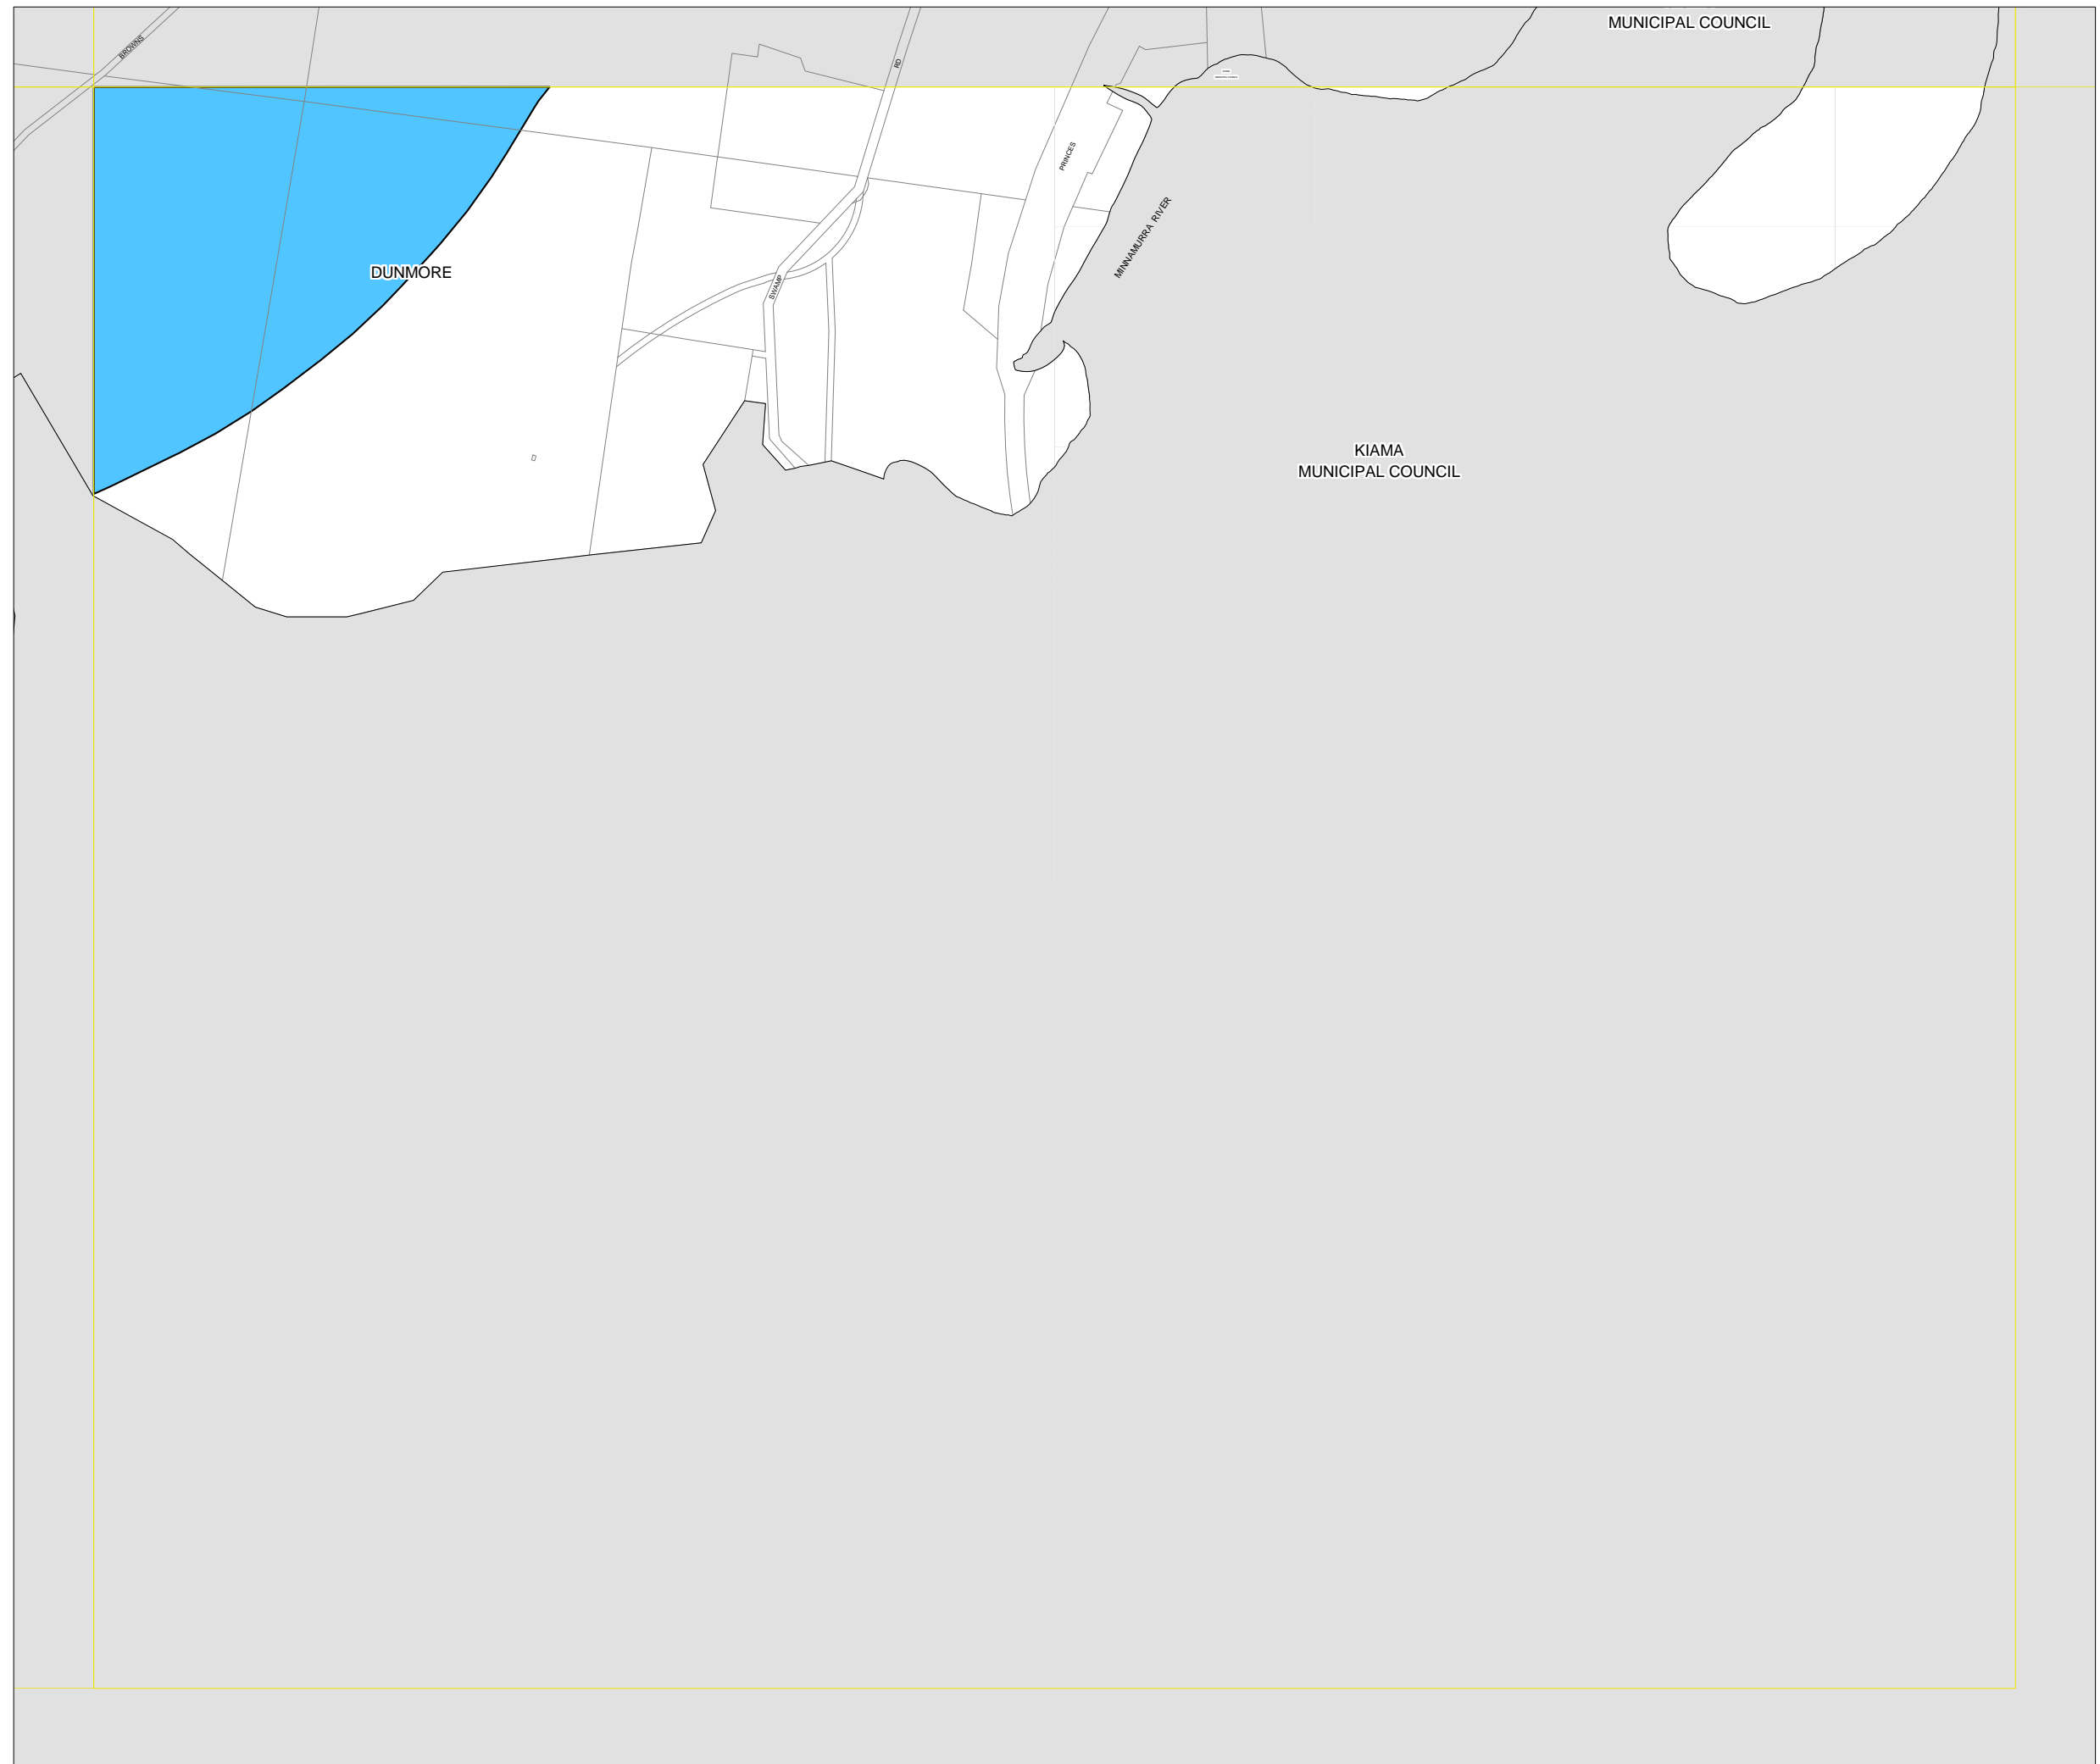 MUNICIPAL COUNCIL
BROWNS
RD
PRINCES
MINNAMURRA RIVER
DUNMORE
SWAMP
KIAMA
MUNICIPAL COUNCIL